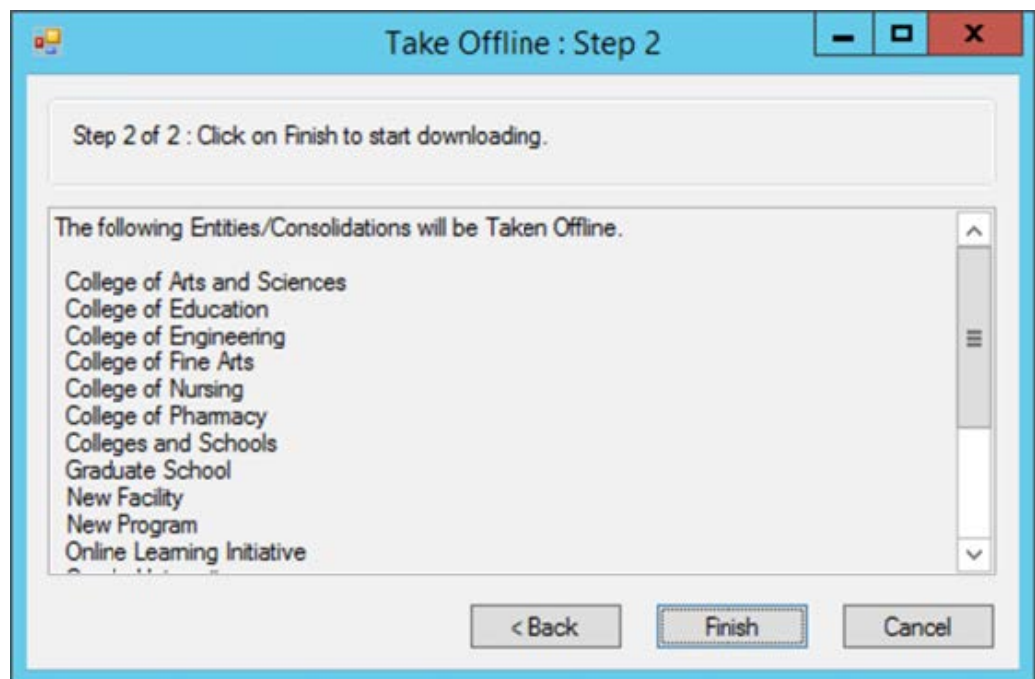 Take Offline : Step 2
Step 2 of 2 : Click on Finish to start downloading.
The following Entities/Consolidations will be Taken Offline.
College of Arts and Sciences
College of Education
College of Engineering
College of Fine Arts
College of Nursing
College of Pharmacy
Colleges and Schools
Graduate School
New Facility
New Program
Online Learning Initiative
< Back
Finish
Cancel